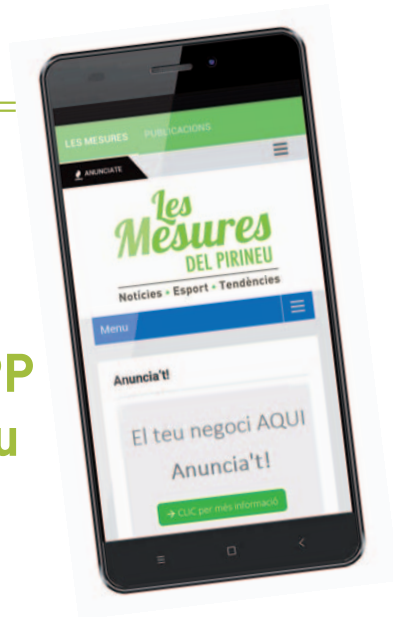 LES MESURES PUBLICACIONS
ANUNCIATE
Les
Mesures
DEL PIRINEU
Notícies • Esport • Tendències
Menu
Anuncia't!
El teu negoci AQUI
Anuncia't!
→ CLIC per més informació